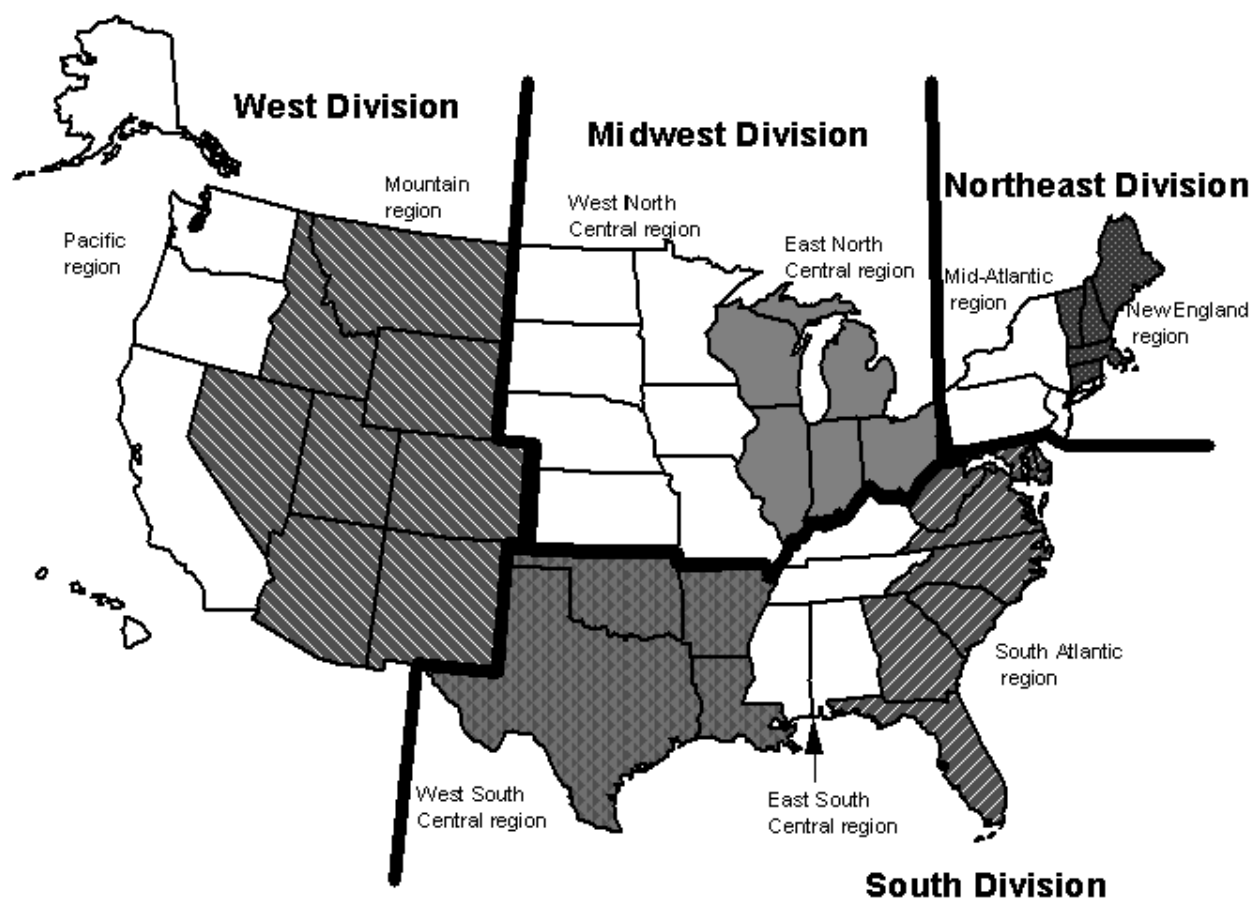 West Division
Midwest Division
Northeast Division
Mountain
region
West North
Central region
Pacific
region
East North
Central region
Mid-Atlantic
region
New England
region
South Atlantic
region
West South
Central region
East South
Central region
South Division